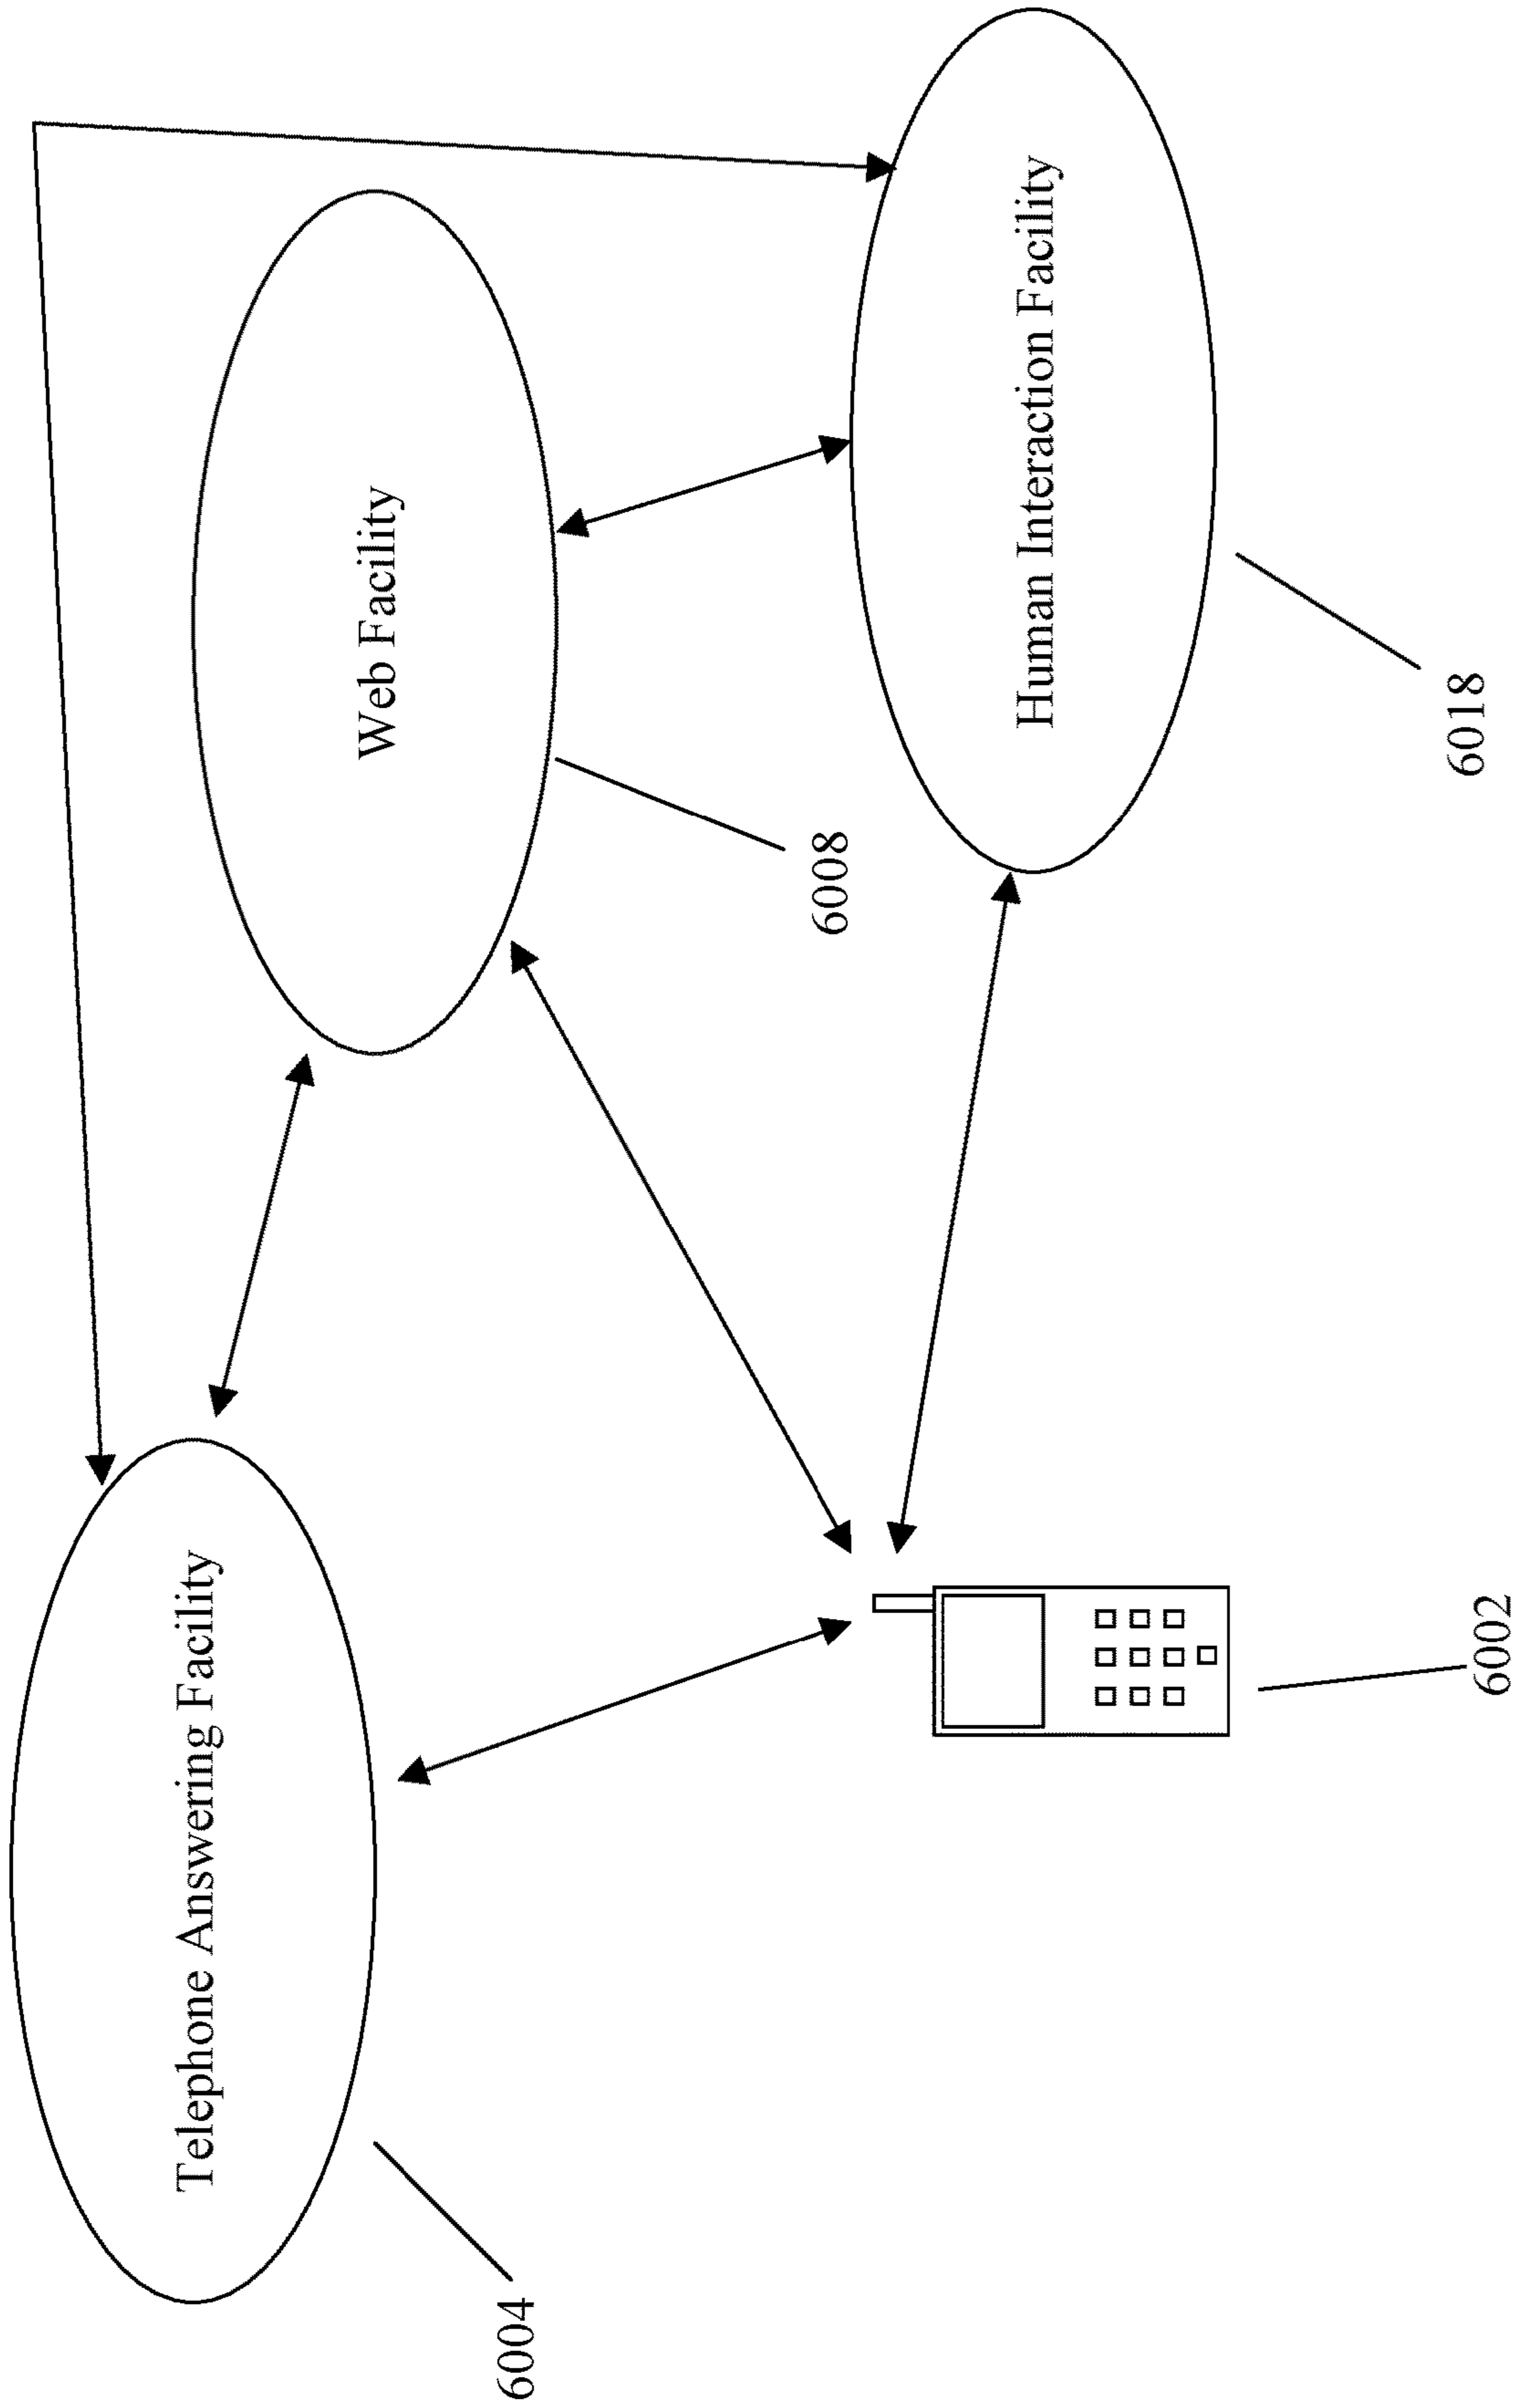 Telephone Answering Facility
6004
Web Facility
6008
6002
Human Interaction Facility
6018